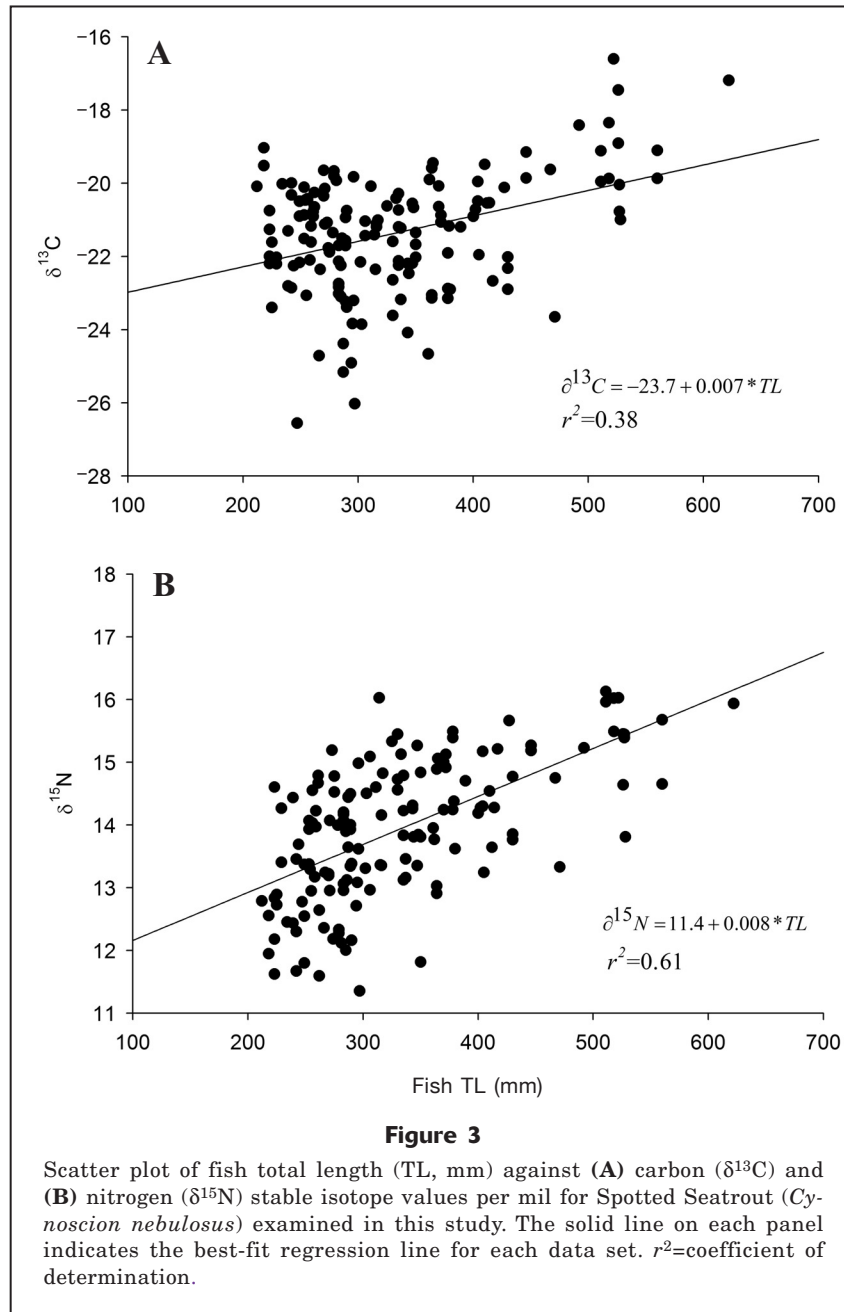 A
−16
−18
−20
−22
−24
−26
−28
δ13C
∂13C = −23.7 + 0.007 * TL
r2=0.38
100 200 300 400 500 600 700
B
18
17
16
15
14
13
12
11
δ15N
∂15N = 11.4 + 0.008 * TL
r2=0.61
100 200 300 400 500 600 700
Fish TL (mm)
Figure 3
Scatter plot of fish total length (TL, mm) against (A) carbon (δ13C) and
(B) nitrogen (δ15N) stable isotope values per mil for Spotted Seatrout (Cy-
noscion nebulosus) examined in this study. The solid line on each panel
indicates the best-fit regression line for each data set. r2=coefficient of
determination.